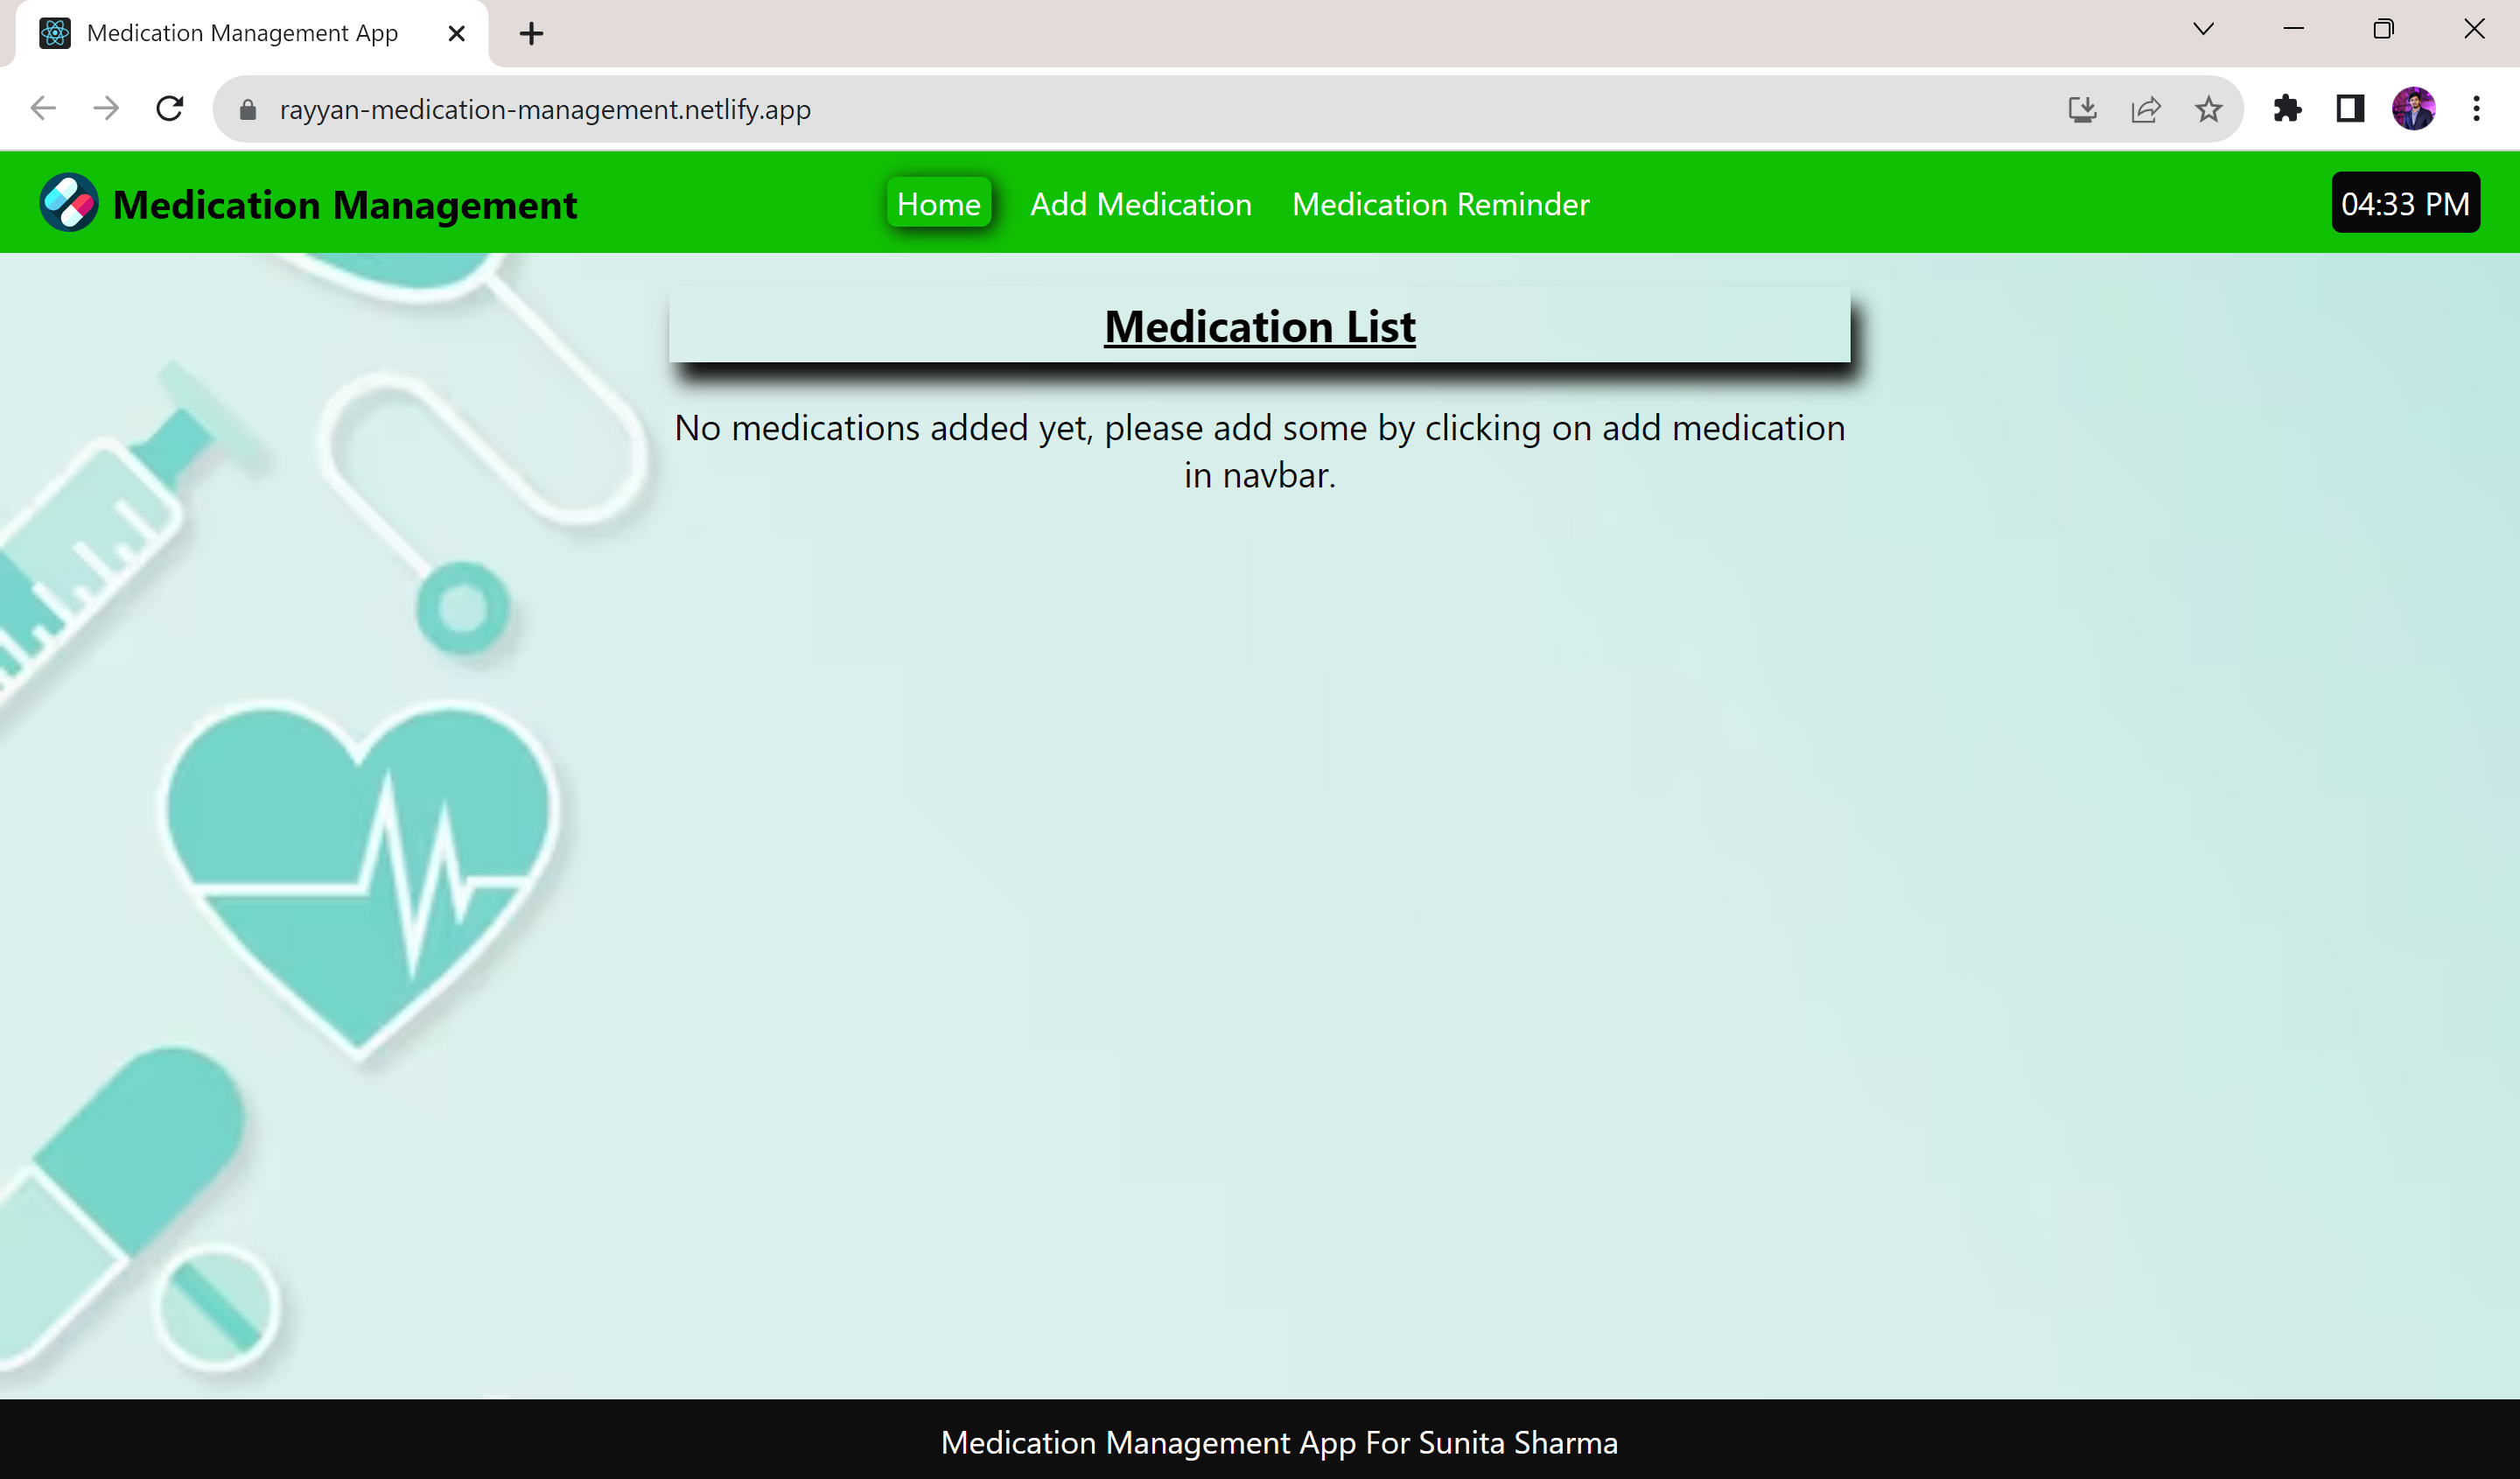 Medication Management App
rayyan-medication-management.netlify.app
Medication Management
Home
Add Medication
Medication Reminder
04:33 PM
Medication List
No medications added yet, please add some by clicking on add medication
in navbar.
Medication Management App For Sunita Sharma